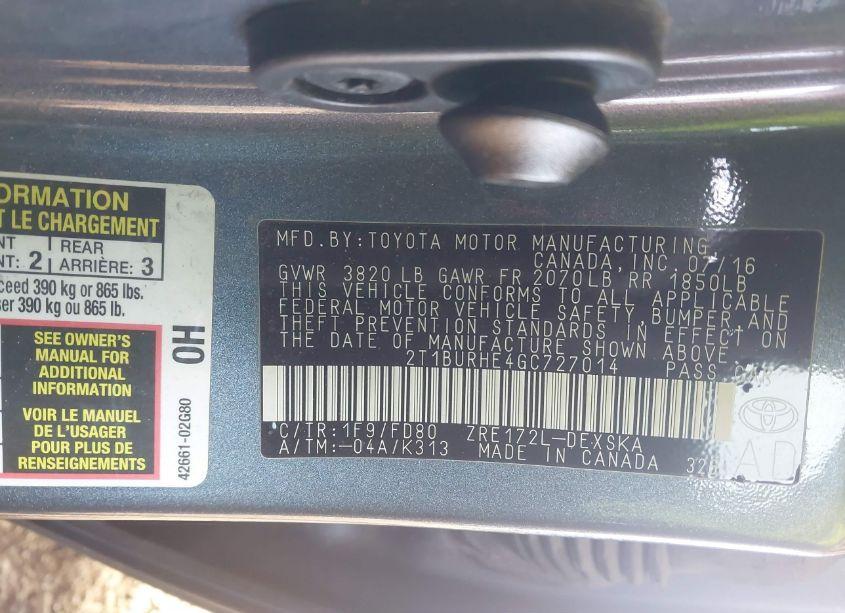 ORMATION
T LE CHARGEMENT
NT REAR
NT: 2 ARRIÈRE: 3
ceed 390 kg or 865 lbs.
ser 390 kg ou 865 lb.
SEE OWNER'S
MANUAL FOR
ADDITIONAL
INFORMATION
VOIR LE MANUEL
DE L'USAGER
POUR PLUS DE
RENSEIGNEMENTS
0H
42661-02G80
MFD.BY:TOYOTA MOTOR MANUFACTURING
CANADA, INC. 07/16
GVWR 3820 LB GAWR FR 2070LB, RR 1850LB
THIS VEHICLE CONFORMS TO ALL APPLICABLE
FEDERAL MOTOR VEHICLE SAFETY, BUMPER, AND
THEFT PREVENTION STANDARDS IN EFFECT ON
THE DATE OF MANUFACTURE SHOWN ABOVE.
2T1BURHE4GC727014 PASS
C/TR:1F9/FD80 ZRE172L-DEXSKA
A/TM:-04A/K313 MADE IN CANADA
AD